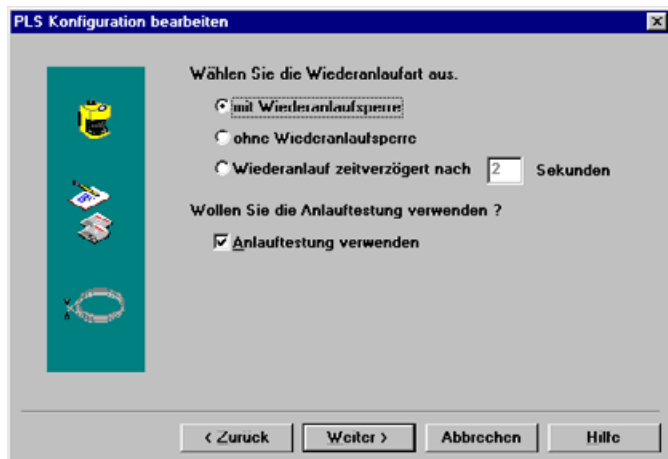 PLS Konfiguration bearbeiten
Wählen Sie die Wiederanlaufart aus.
mit Wiederanlaufsperre
ohne Wiederanlaufsperre
Wiederanlauf zeitverzögert nach 2 Sekunden
Wollen Sie die Anlauftestung verwenden ?
Anlauftestung verwenden
< Zurück Weiter > Abbrechen Hilfe